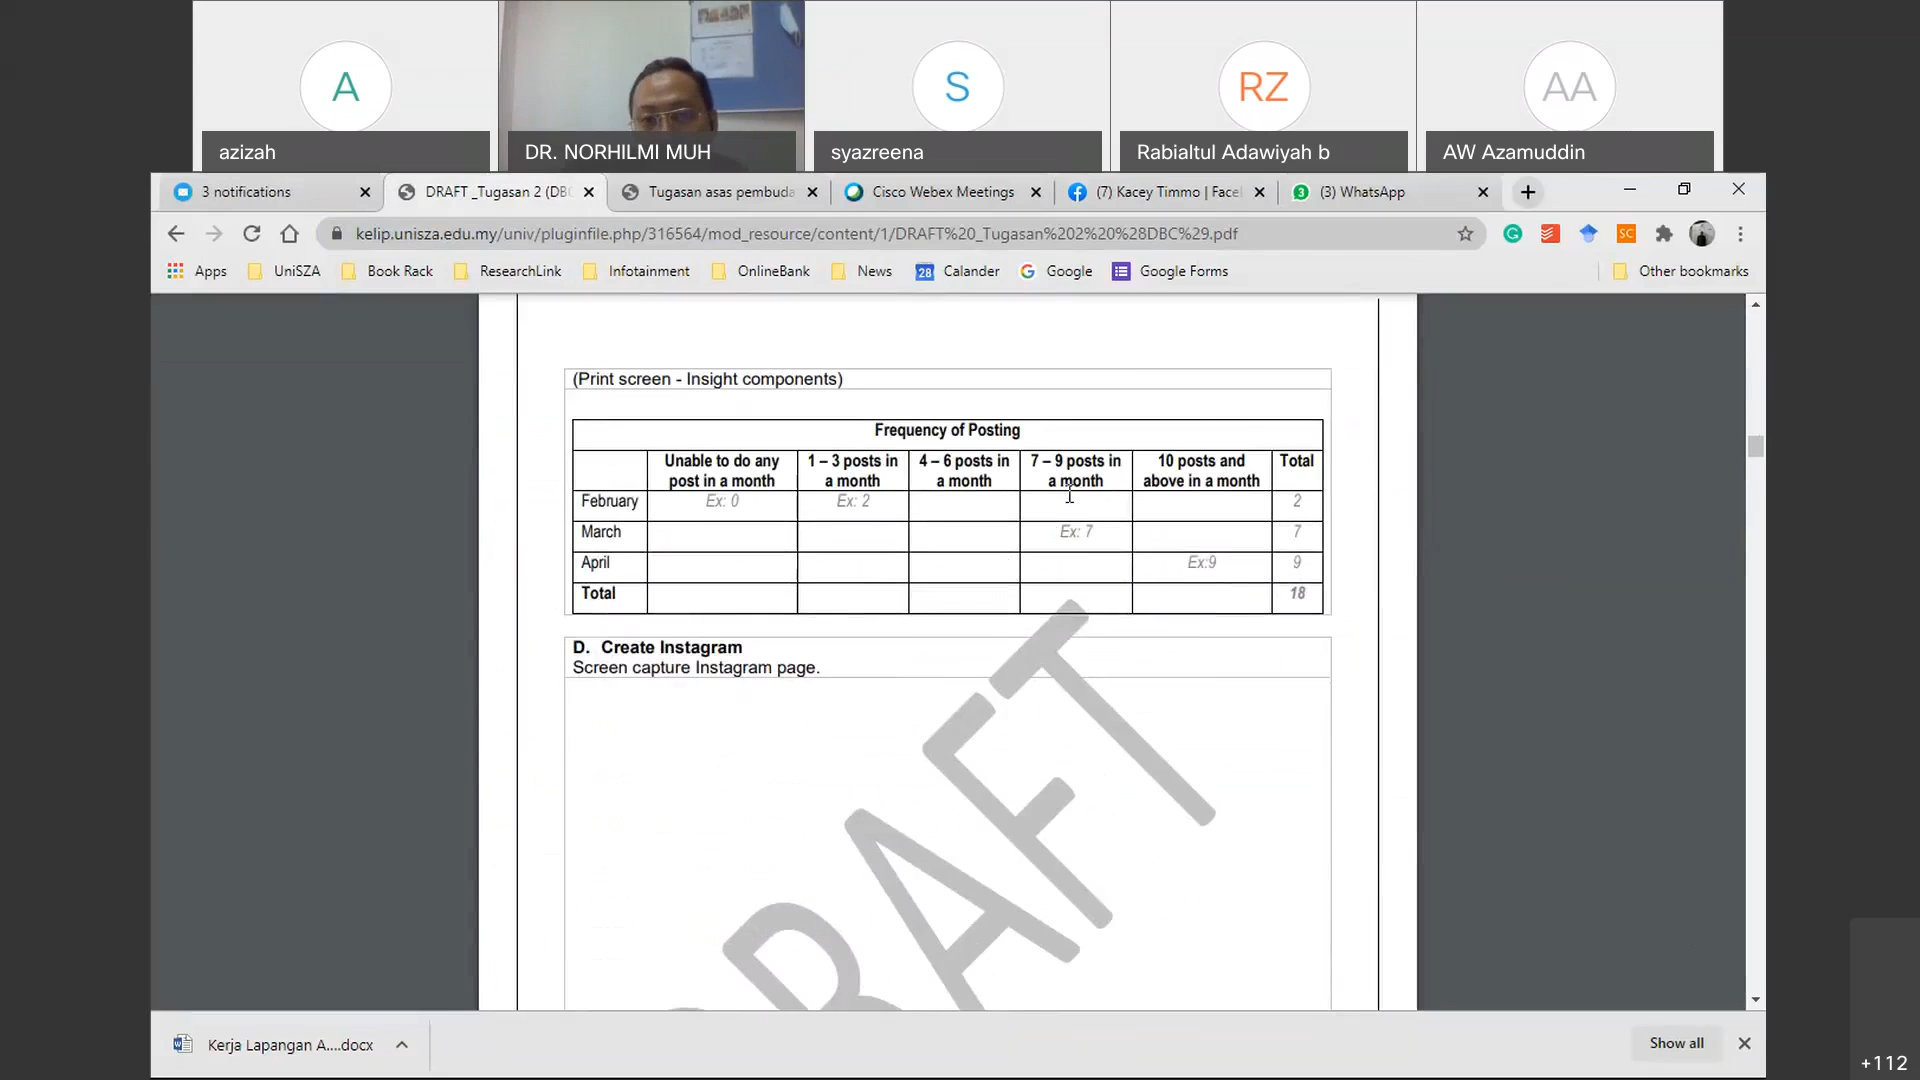 A
S
RZ
AA
azizah
DR. NORHILMI MUH
syazreena
Rabialtul Adawiyah b
AW Azamuddin
3 notifications
DRAFT _Tugasan 2 (DBC
Tugasan asas pembuda
Cisco Webex Meetings
(7) Kacey Timmo | Face
3
(3) WhatsApp
kelip.unisza.edu.my/univ/pluginfile.php/316564/mod_resource/content/1/DRAFT%20_Tugasan%202%20%28DBC%29.pdf
SC
Apps
UniSZA
Book Rack
ResearchLink
Infotainment
OnlineBank
News
28
Calander
Google
Google Forms
Other bookmarks
(Print screen - Insight components)
Frequency of Posting
Unable to do any post in a month 1 – 3 posts in a month 4 – 6 posts in a month 7 – 9 posts in a month 10 posts and above in a month Total
February Ex: 0 Ex: 2 2
March Ex: 7 7
April Ex:9 9
Total 18
D. Create Instagram
Screen capture Instagram page.
DRAFT
Kerja Lapangan A....docx
Show all
+112